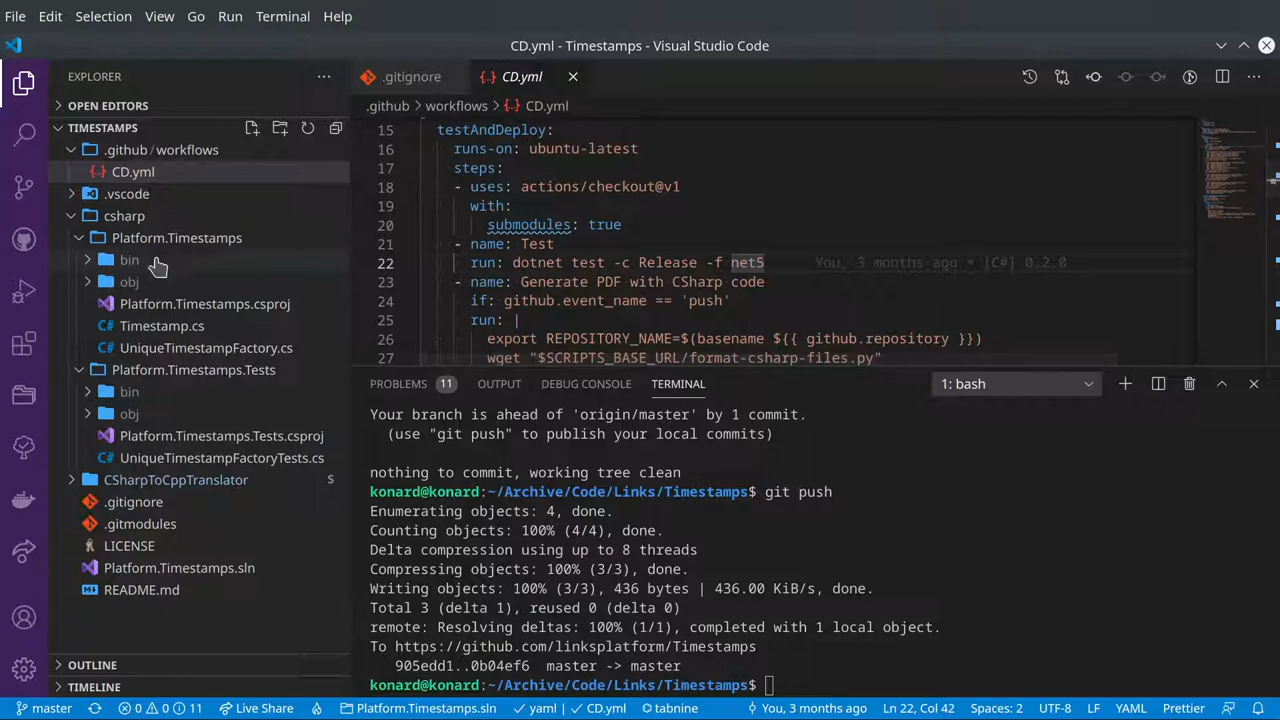 File Edit Selection View Go Run Terminal Help
CD.yml - Timestamps - Visual Studio Code
EXPLORER
OPEN EDITORS
TIMESTAMPS
.github / workflows
CD.yml
.vscode
csharp
Platform.Timestamps
bin
obj
Platform.Timestamps.csproj
Timestamp.cs
UniqueTimestampFactory.cs
Platform.Timestamps.Tests
bin
obj
Platform.Timestamps.Tests.csproj
UniqueTimestampFactoryTests.cs
CSharpToCppTranslator S
.gitignore
.gitmodules
LICENSE
Platform.Timestamps.sln
README.md
OUTLINE
TIMELINE
.gitignore CD.yml
.github > workflows > CD.yml
15 testAndDeploy:
16 runs-on: ubuntu-latest
17 steps:
18 - uses: actions/checkout@v1
19 with:
20 submodules: true
21 - name: Test
22 run: dotnet test -c Release -f net5 You, 3 months ago • [C#] 0.2.0
23 - name: Generate PDF with CSharp code
24 if: github.event_name == 'push'
25 run: |
26 export REPOSITORY_NAME=$(basename ${{ github.repository }})
27 wget "$SCRIPTS_BASE_URL/format-csharp-files.py"
PROBLEMS 11 OUTPUT DEBUG CONSOLE TERMINAL 1: bash
Your branch is ahead of 'origin/master' by 1 commit.
(use "git push" to publish your local commits)
nothing to commit, working tree clean
konard@konard:~/Archive/Code/Links/Timestamps$ git push
Enumerating objects: 4, done.
Counting objects: 100% (4/4), done.
Delta compression using up to 8 threads
Compressing objects: 100% (3/3), done.
Writing objects: 100% (3/3), 436 bytes | 436.00 KiB/s, done.
Total 3 (delta 1), reused 0 (delta 0)
remote: Resolving deltas: 100% (1/1), completed with 1 local object.
To https://github.com/linksplatform/Timestamps
905edd1..0b04ef6 master -> master
konard@konard:~/Archive/Code/Links/Timestamps$
master 0 0 11 Live Share Platform.Timestamps.sln yaml | CD.yml tabnine You, 3 months ago Ln 22, Col 42 Spaces: 2 UTF-8 LF YAML Prettier